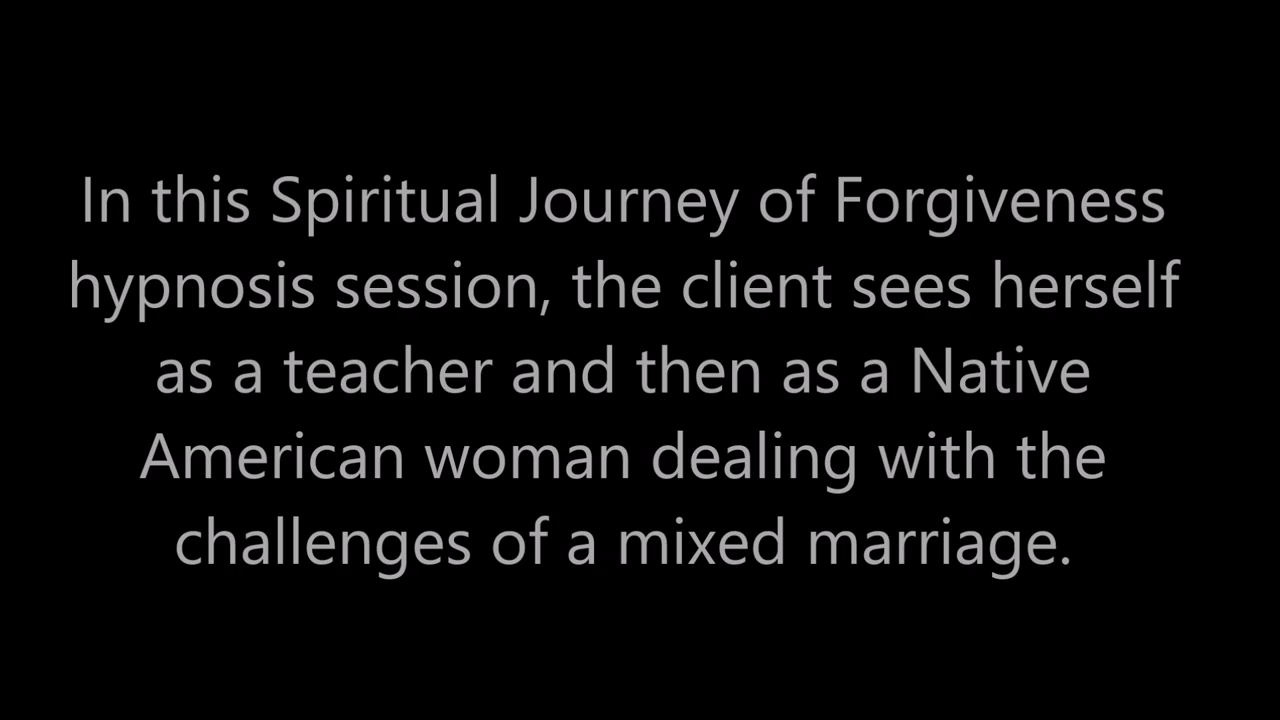 In this Spiritual Journey of Forgiveness
hypnosis session, the client sees herself
as a teacher and then as a Native
American woman dealing with the
challenges of a mixed marriage.